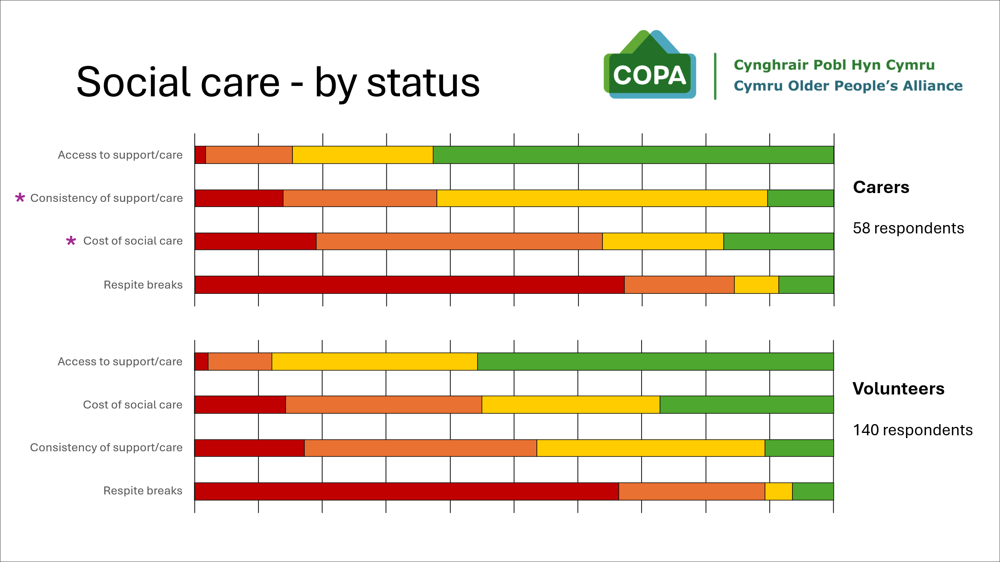 Social care - by status
COPA
Cynghrair Pobl Hyn Cymru
Cymru Older People’s Alliance
Access to support/care
* Consistency of support/care
* Cost of social care
Respite breaks
Carers
58 respondents
Access to support/care
Cost of social care
Consistency of support/care
Respite breaks
Volunteers
140 respondents